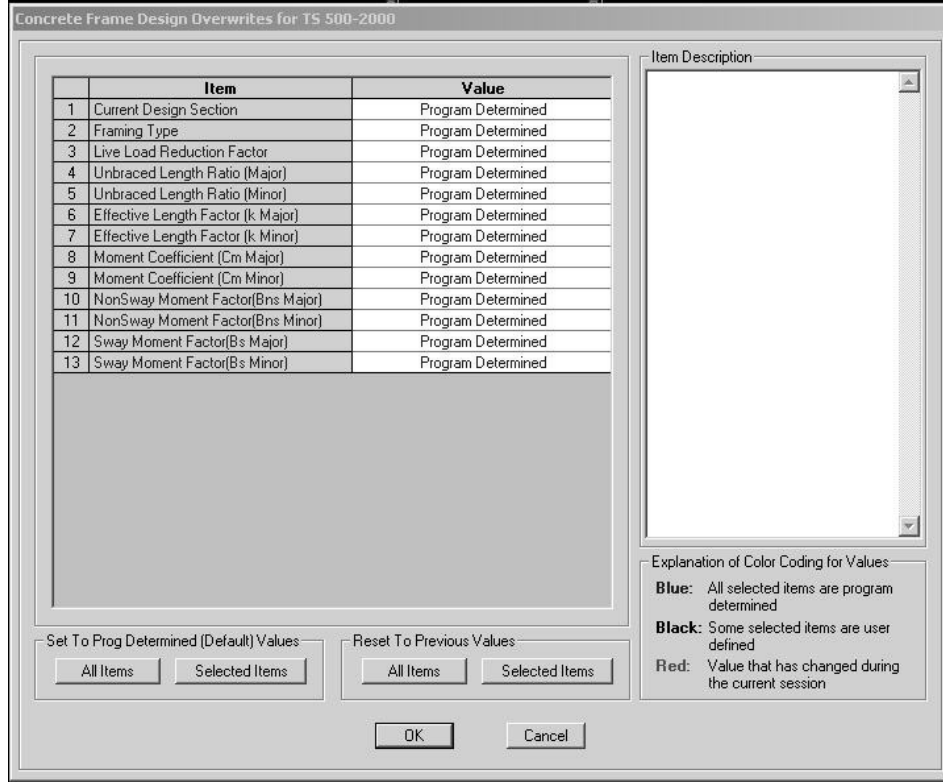 Concrete Frame Design Overwrites for TS 500-2000
Item Value
1 Current Design Section Program Determined
2 Framing Type Program Determined
3 Live Load Reduction Factor Program Determined
4 Unbraced Length Ratio (Major) Program Determined
5 Unbraced Length Ratio (Minor) Program Determined
6 Effective Length Factor (k Major) Program Determined
7 Effective Length Factor (k Minor) Program Determined
8 Moment Coefficient (Cm Major) Program Determined
9 Moment Coefficient (Cm Minor) Program Determined
10 NonSway Moment Factor(Bns Major) Program Determined
11 NonSway Moment Factor(Bns Minor) Program Determined
12 Sway Moment Factor(Bs Major) Program Determined
13 Sway Moment Factor(Bs Minor) Program Determined
Set To Prog Determined (Default) Values
All Items Selected Items
Reset To Previous Values
All Items Selected Items
Item Description
Explanation of Color Coding for Values
Blue: All selected items are program
determined
Black: Some selected items are user
defined
Red: Value that has changed during
the current session
OK Cancel